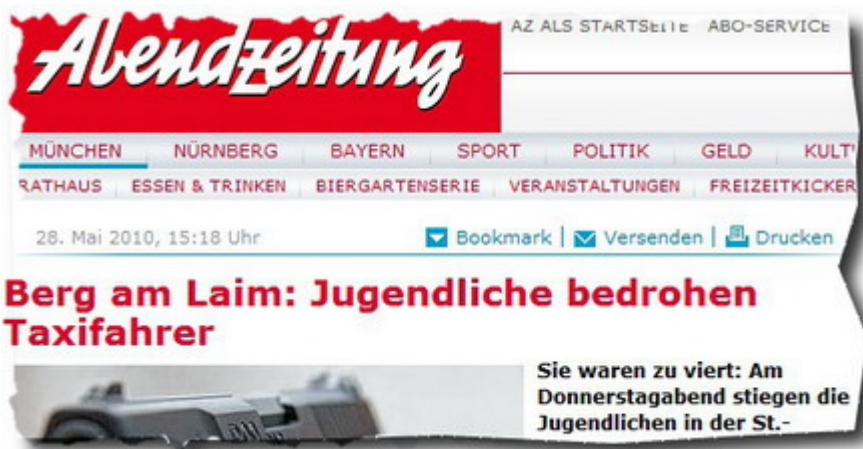 AZ ALS STARTSEITE ABO-SERVICE
Abendzeitung
MÜNCHEN NÜRNBERG BAYERN SPORT POLITIK GELD KULT
RATHAUS ESSEN & TRINKEN BIERGARTENSERIE VERANSTALTUNGEN FREIZEITKICKER
28. Mai 2010, 15:18 Uhr Bookmark | Versenden | Drucken
Berg am Laim: Jugendliche bedrohen
Taxifahrer
Sie waren zu viert: Am
Donnerstagabend stiegen die
Jugendlichen in der St.-